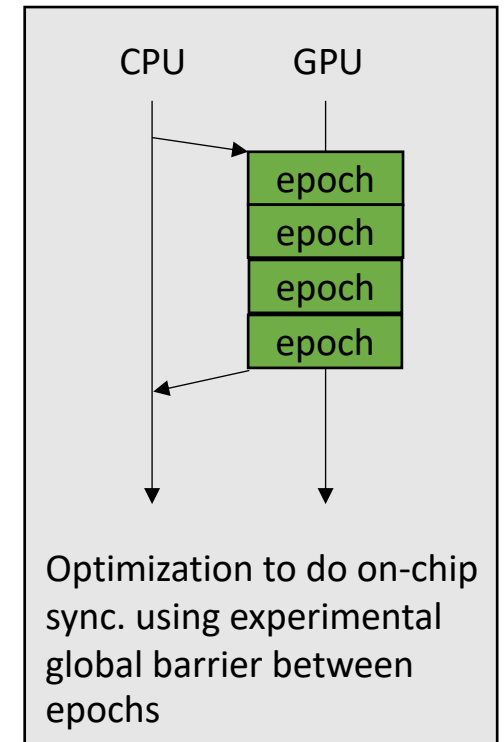 CPU GPU
epoch
epoch
epoch
epoch
Optimization to do on-chip
sync. using experimental
global barrier between
epochs